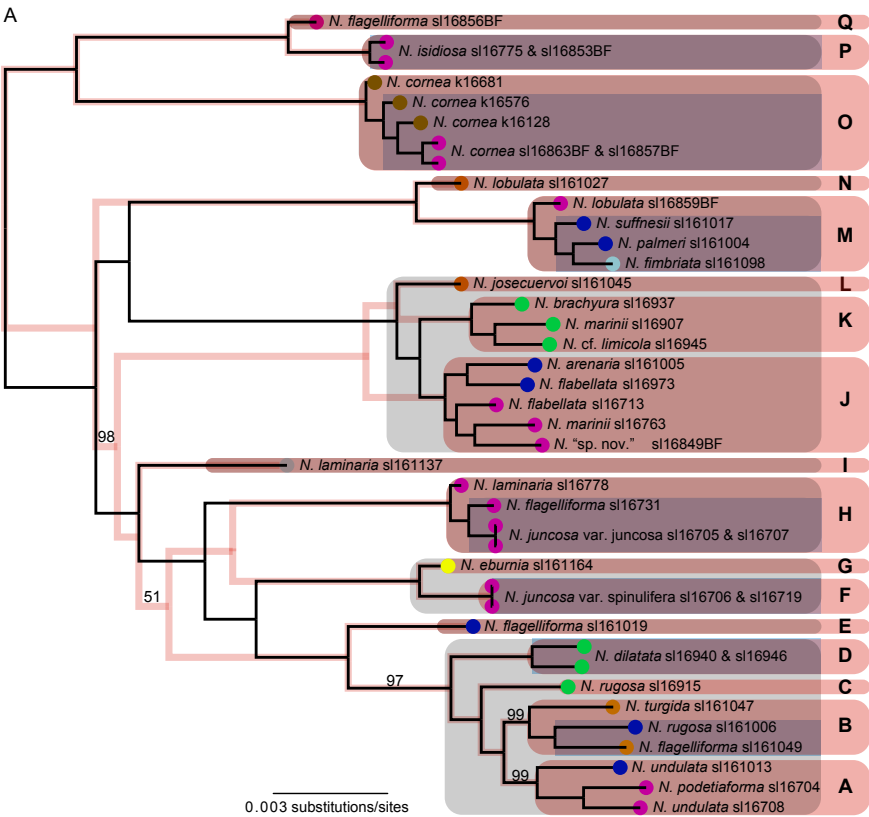 A
N. flagelliforma sl16856BF Q
N. isidiosa sl16775 & sl16853BF P
N. cornea k16681
N. cornea k16576
N. cornea k16128 O
N. cornea sl16863BF & sl16857BF
N. lobulata sl161027 N
N. lobulata sl16859BF
N. suffnesii sl161017
N. palmeri sl161004 M
N. fimbriata sl161098
N. josecuervoi sl161045 L
N. brachyura sl16937
N. marinii sl16907 K
N. cf. limicola sl16945
N. arenaria sl161005
N. flabellata sl16973
N. flabellata sl16713 J
N. marinii sl16763
98
N. “sp. nov.” sl16849BF
N. laminaria sl161137 I
N. laminaria sl16778
N. flagelliforma sl16731 H
N. juncosa var. juncosa sl16705 & sl16707
N. eburnia sl161164 G
51
N. juncosa var. spinulifera sl16706 & sl16719 F
N. flagelliforma sl161019 E
N. dilatata sl16940 & sl16946 D
97
N. rugosa sl16915 C
N. turgida sl161047
99
N. rugosa sl161006 B
N. flagelliforma sl161049
N. undulata sl161013
99
N. podetiaforma sl16704 A
N. undulata sl16708
0.003 substitutions/sites